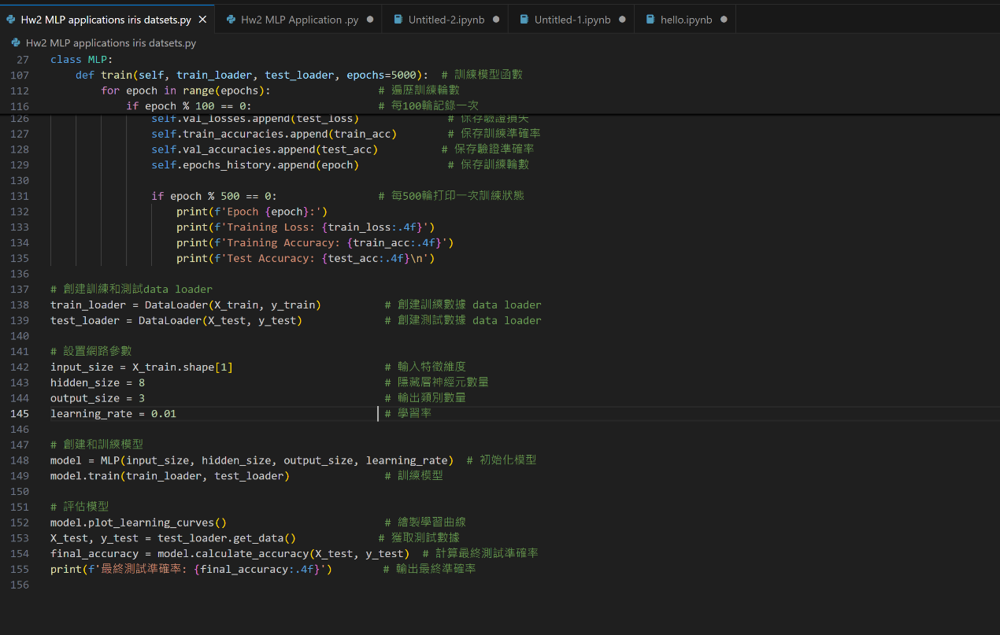 Hw2 MLP applications iris datsets.py Hw2 MLP Application .py Untitled-2.ipynb Untitled-1.ipynb hello.ipynb
Hw2 MLP applications iris datsets.py
27 class MLP:
107 def train(self, train_loader, test_loader, epochs=5000): # 訓練模型函數
112 for epoch in range(epochs): # 遍歷訓練輪數
116 if epoch % 100 == 0: # 每100輪記錄一次
126 self.val_losses.append(test_loss) # 保存驗證損失
127 self.train_accuracies.append(train_acc) # 保存訓練準確率
128 self.val_accuracies.append(test_acc) # 保存驗證準確率
129 self.epochs_history.append(epoch) # 保存訓練輪數
130
131 if epoch % 500 == 0: # 每500輪打印一次訓練狀態
132 print(f'Epoch {epoch}:')
133 print(f'Training Loss: {train_loss:.4f}')
134 print(f'Training Accuracy: {train_acc:.4f}')
135 print(f'Test Accuracy: {test_acc:.4f}\n')
136
137 # 創建訓練和測試data loader
138 train_loader = DataLoader(X_train, y_train) # 創建訓練數據 data loader
139 test_loader = DataLoader(X_test, y_test) # 創建測試數據 data loader
140
141 # 設置網路參數
142 input_size = X_train.shape[1] # 輸入特徵維度
143 hidden_size = 8 # 隱藏層神經元數量
144 output_size = 3 # 輸出類別數量
145 learning_rate = 0.01 # 學習率
146
147 # 創建和訓練模型
148 model = MLP(input_size, hidden_size, output_size, learning_rate) # 初始化模型
149 model.train(train_loader, test_loader) # 訓練模型
150
151 # 評估模型
152 model.plot_learning_curves() # 繪製學習曲線
153 X_test, y_test = test_loader.get_data() # 獲取測試數據
154 final_accuracy = model.calculate_accuracy(X_test, y_test) # 計算最終測試準確率
155 print(f'最終測試準確率: {final_accuracy:.4f}') # 輸出最終準確率
156